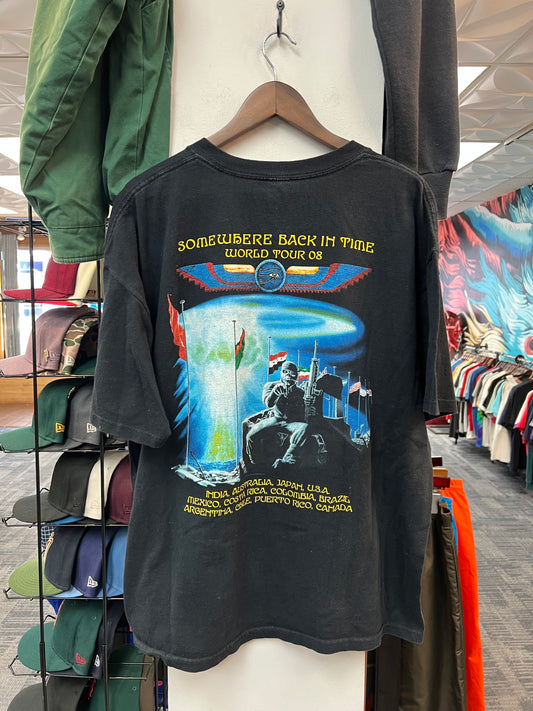 SOMEWHERE BACK IN TIME
WORLD TOUR 08
INDIA, AUSTRALIA, JAPAN, U.S.A.
MEXICO, COSTA RICA, COLOMBIA, BRAZIL
ARGENTINA, CHILE, PUERTO RICO, CANADA